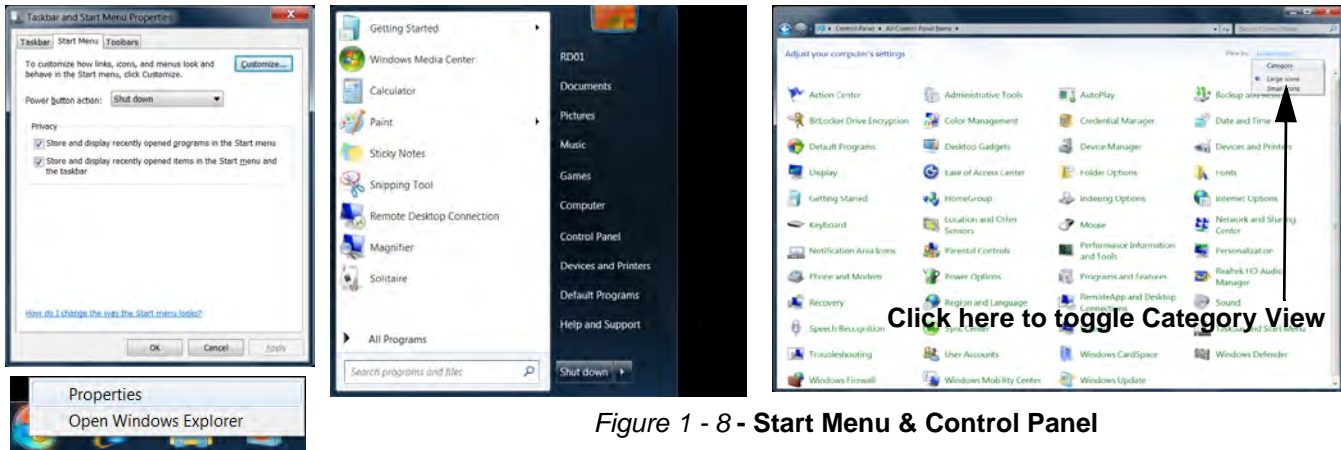 Taskbar and Start Menu Properties
Taskbar Start Menu Toolbars
To customize how links, icons, and menus look and
behave in the Start menu, click Customize.
Customize...
Power button action: Shut down
Privacy
Store and display recently opened programs in the Start menu
Store and display recently opened items in the Start menu and
the taskbar
How do I change the way the Start menu looks?
OK Cancel Apply
Properties
Open Windows Explorer
Getting Started
Windows Media Center
Calculator
Paint
Sticky Notes
Snipping Tool
Remote Desktop Connection
Magnifier
Solitaire
All Programs
Search programs and files
RD01
Documents
Pictures
Music
Games
Computer
Control Panel
Devices and Printers
Default Programs
Help and Support
Shut down
Control Panel All Control Panel Items
Adjust your computer's settings
View by:
Category
Large icons
Small icons
Action Center Administrative Tools AutoPlay Backup and
BitLocker Drive Encryption Color Management Credential Manager Date and Time
Default Programs Desktop Gadgets Device Manager Devices and Printers
Display Ease of Access Center Folder Options Fonts
Getting Started HomeGroup Indexing Options Internet Options
Keyboard Location and Other Sensors Mouse Network and Sharing Center
Notification Area Icons Parental Controls Performance Information and Tools Personalization
Phone and Modem Power Options Programs and Features Realtek HD Audio Manager
Recovery Region and Language RemoteApp and Desktop Connections Sound
Speech Recognition Sync Center Taskbar and Start Menu
Troubleshooting User Accounts Windows CardSpace Windows Defender
Windows Firewall Windows Mobility Center Windows Update
Click here to toggle Category View
Figure 1 - 8 - Start Menu & Control Panel